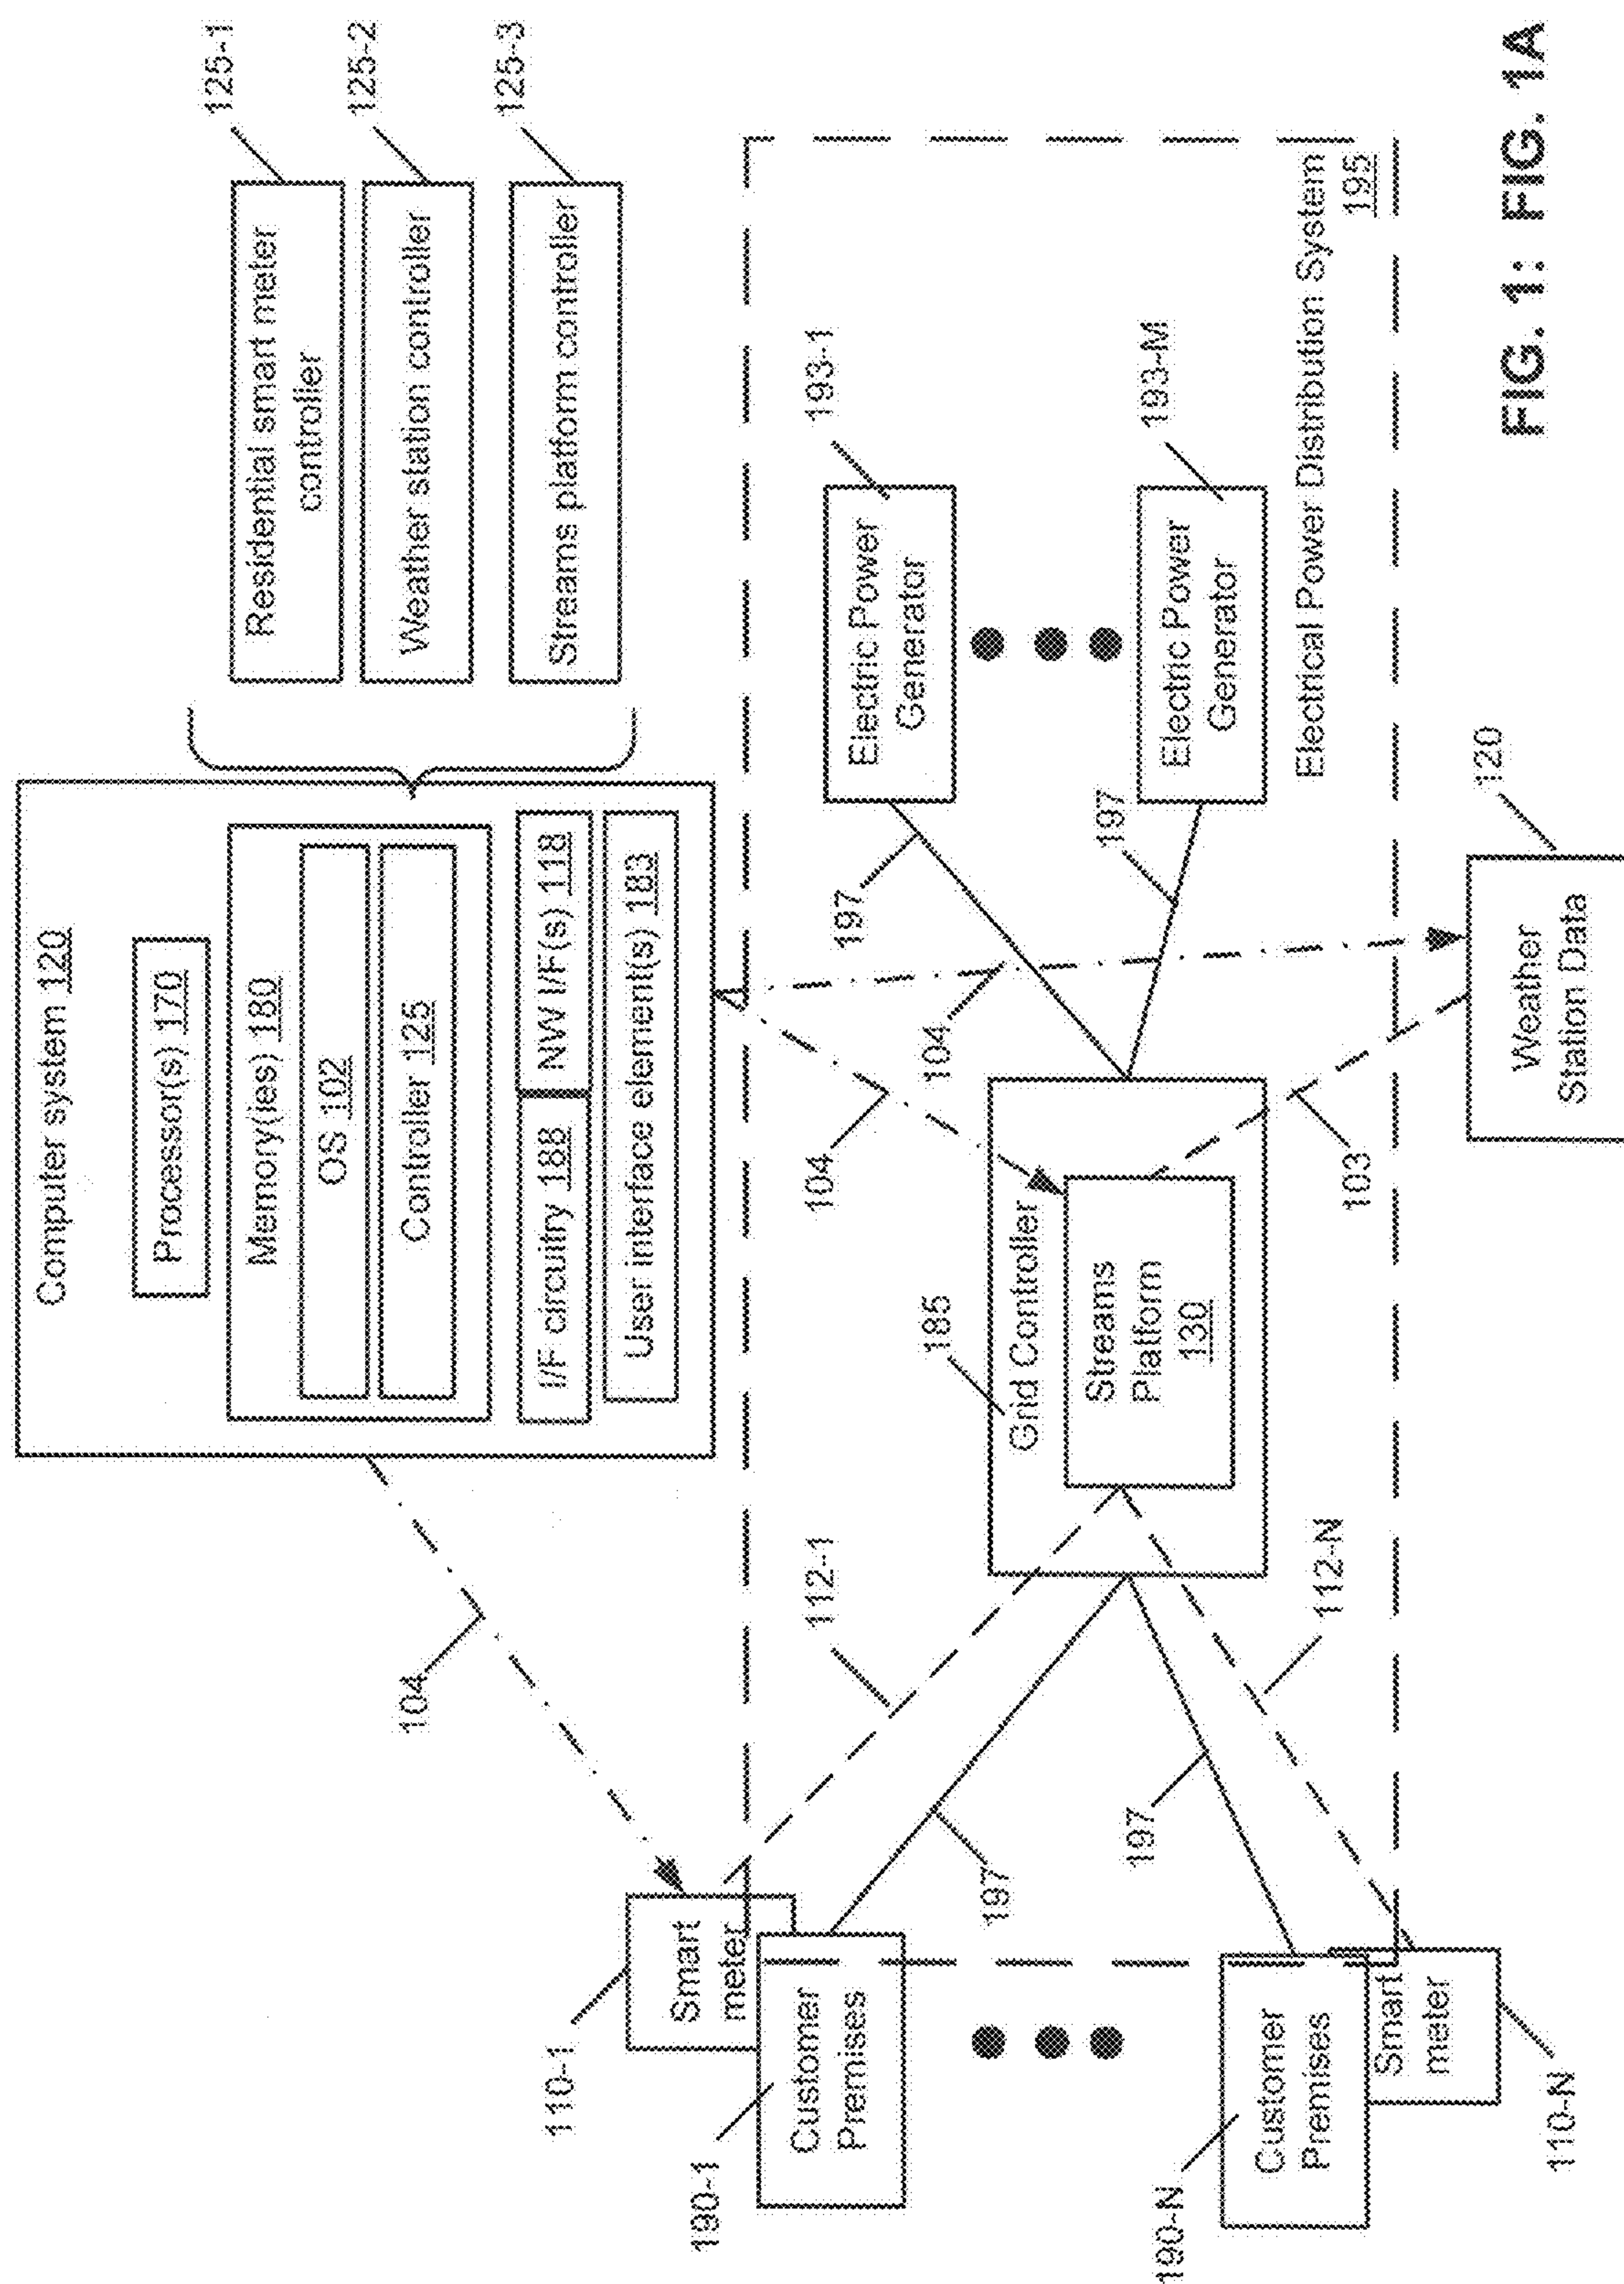 Computer system 120
Processor(s) 170
Memory(ies) 180
OS 102
Controller 125
I/F circuitry 188
NW I/F(s) 118
User interface element(s) 183
Residential smart meter
controller
125-1
Weather station controller
125-2
Streams platform controller
125-3
104
110-1
Smart
meter
190-1
Customer
Premises
112-1
197
185
Grid Controller
Streams
Platform
130
104
104
197
Electric Power
Generator
193-1
197
Electric Power
Generator
193-M
197
112-N
190-N
Customer
Premises
Smart
meter
110-N
103
Electrical Power Distribution System
195
Weather
Station Data
120
FIG. 1: FIG. 1A